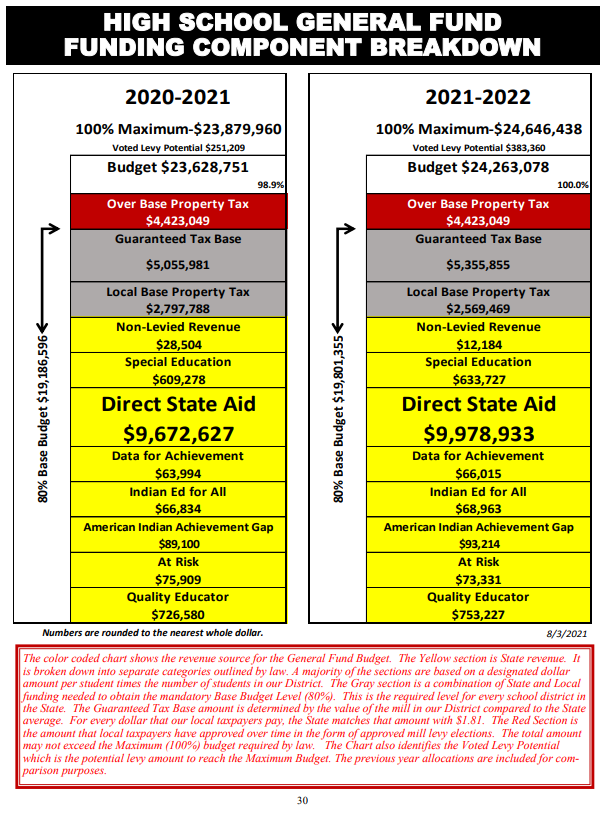 HIGH SCHOOL GENERAL FUND
FUNDING COMPONENT BREAKDOWN
2020-2021
100% Maximum-$23,879,960
Voted Levy Potential $251,209
Budget $23,628,751
98.9%
Over Base Property Tax
$4,423,049
Guaranteed Tax Base
$5,055,981
Local Base Property Tax
$2,797,788
Non-Levied Revenue
$28,504
Special Education
$609,278
Direct State Aid
$9,672,627
Data for Achievement
$63,994
Indian Ed for All
$66,834
American Indian Achievement Gap
$89,100
At Risk
$75,909
Quality Educator
$726,580
80% Base Budget $19,186,596
2021-2022
100% Maximum-$24,646,438
Voted Levy Potential $383,360
Budget $24,263,078
100.0%
Over Base Property Tax
$4,423,049
Guaranteed Tax Base
$5,355,855
Local Base Property Tax
$2,569,469
Non-Levied Revenue
$12,184
Special Education
$633,727
Direct State Aid
$9,978,933
Data for Achievement
$66,015
Indian Ed for All
$68,963
American Indian Achievement Gap
$93,214
At Risk
$73,331
Quality Educator
$753,227
80% Base Budget $19,801,355
Numbers are rounded to the nearest whole dollar.
8/3/2021
The color coded chart shows the revenue source for the General Fund Budget. The Yellow section is State revenue. It
is broken down into separate categories outlined by law. A majority of the sections are based on a designated dollar
amount per student times the number of students in our District. The Gray section is a combination of State and Local
funding needed to obtain the mandatory Base Budget Level (80%). This is the required level for every school district in
the State. The Guaranteed Tax Base amount is determined by the value of the mill in our District compared to the State
average. For every dollar that our local taxpayers pay, the State matches that amount with $1.81. The Red Section is
the amount that local taxpayers have approved over time in the form of approved mill levy elections. The total amount
may not exceed the Maximum (100%) budget required by law. The Chart also identifies the Voted Levy Potential
which is the potential levy amount to reach the Maximum Budget. The previous year allocations are included for com-
parison purposes.
30